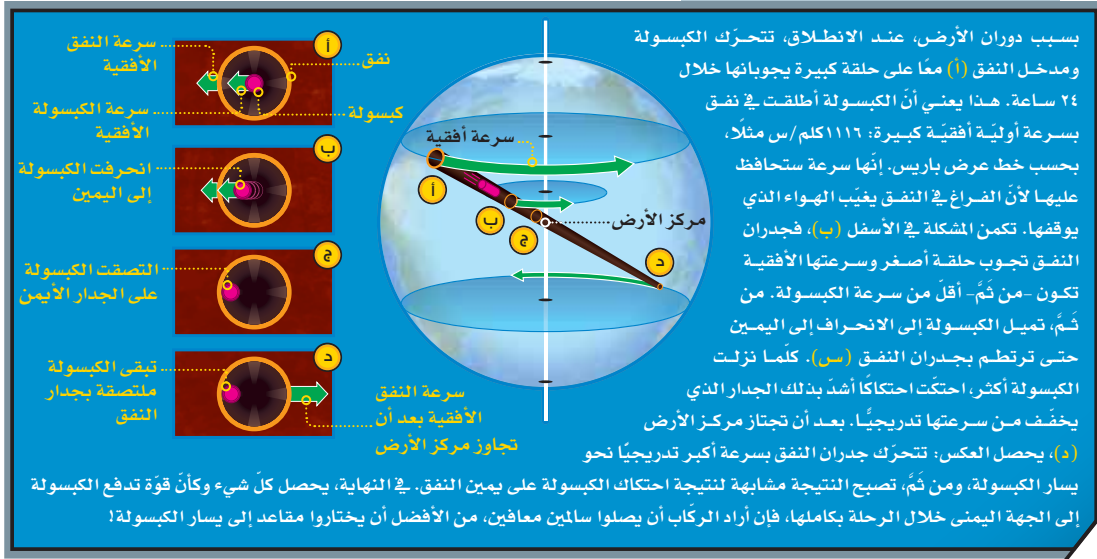 بسبب دوران الأرض، عند الانطلاق، تتحرّك الكبسولة
ومدخل النفق (أ) معًا على حلقة كبيرة يجوبانها خلال
٢٤ ساعة. هذا يعني أنّ الكبسولة أطلقت في نفق
بسرعة أوليّة أفقيّة كبيرة: ١١١٦كلم/س مثلًا،
بحسب خط عرض باريس. إنّها سرعة ستحافظ
عليها لأنّ الفراغ في النفق يغيّب الهواء الذي
يوقفها. تكمن المشكلة في الأسفل (ب)، فجدران
النفق تجوب حلقة أصغر وسرعتها الأفقية
تكون -من ثَمَّ- أقلّ من سرعة الكبسولة. من
ثَمَّ، تميل الكبسولة إلى الانحراف إلى اليمين
حتى ترتطم بجدران النفق (س). كلّما نزلت
الكبسولة أكثر، احتكّت احتكاكًا أشدّ بذلك الجدار الذي
يخفّف من سرعتها تدريجيًّا. بعد أن تجتاز مركز الأرض
(د)، يحصل العكس: تتحرّك جدران النفق بسرعة أكبر تدريجيًا نحو
يسار الكبسولة، ومن ثَمَّ، تصبح النتيجة مشابهة لنتيجة احتكاك الكبسولة على يمين النفق. في النهاية، يحصل كلّ شيء وكأنّ قوّة تدفع الكبسولة
إلى الجهة اليمنى خلال الرحلة بكاملها، فإن أراد الركّاب أن يصلوا سالمين معافين، من الأفضل أن يختاروا مقاعد إلى يسار الكبسولة!
سرعة أفقية
أ
ب
ج
مركز الأرض
د
أ
نفق
كبسولة
سرعة النفق
الأفقية
سرعة الكبسولة
الأفقية
ب
انحرفت الكبسولة
إلى اليمين
ج
التصقت الكبسولة
على الجدار الأيمن
د
تبقى الكبسولة
ملتصقة بجدار
النفق
سرعة النفق
الأفقية بعد أن
تجاوز مركز الأرض